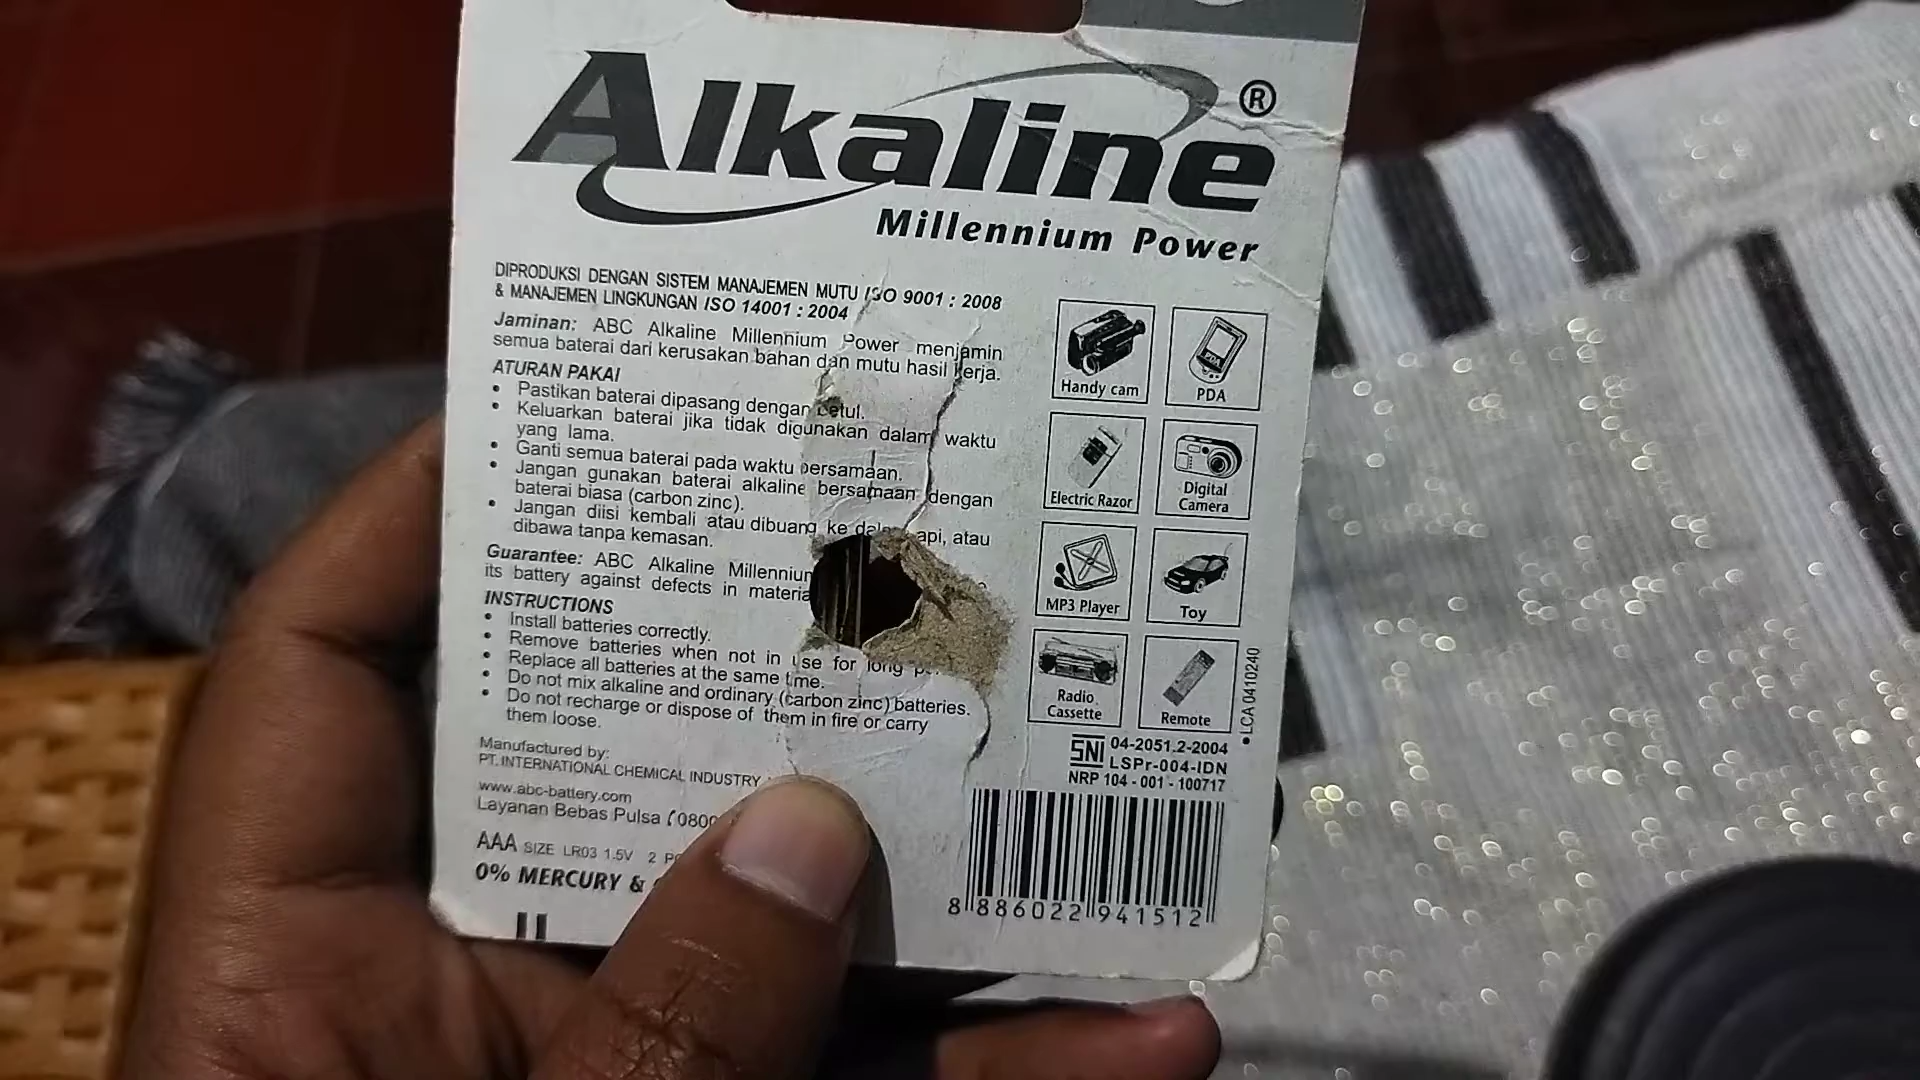 Alkaline®
Millennium Power
DIPRODUKSI DENGAN SISTEM MANAJEMEN MUTU ISO 9001 : 2008
& MANAJEMEN LINGKUNGAN ISO 14001 : 2004
Jaminan: ABC Alkaline Millennium Power menjamin
semua baterai dari kerusakan bahan dan mutu hasil kerja.
ATURAN PAKAI
• Pastikan baterai dipasang dengan betul.
• Keluarkan baterai jika tidak digunakan dalam waktu
yang lama.
• Ganti semua baterai pada waktu bersamaan.
• Jangan gunakan baterai alkaline bersamaan dengan
baterai biasa (carbon zinc).
• Jangan diisi kembali atau dibuang ke dalam api, atau
dibawa tanpa kemasan.
Guarantee: ABC Alkaline Millennium
its battery against defects in
INSTRUCTIONS
• Install batteries correctly.
• Remove batteries when not in use for long
• Replace all batteries at the same time.
• Do not mix alkaline and ordinary (carbon zinc) batteries.
• Do not recharge or dispose of them in fire or carry
them loose.
Manufactured by:
PT. INTERNATIONAL CHEMICAL INDUSTRY
www.abc-battery.com
Layanan Bebas Pulsa
AAA SIZE LR03 1.5V 2
0% MERCURY &
Handy cam
PDA
PDA
Electric Razor
Digital
Camera
MP3 Player
Toy
Radio
Cassette
Remote
• LCA 0410240
SNI 04-2051.2-2004
LSPr-004-IDN
NRP 104 - 001 - 100717
8 886022 941512